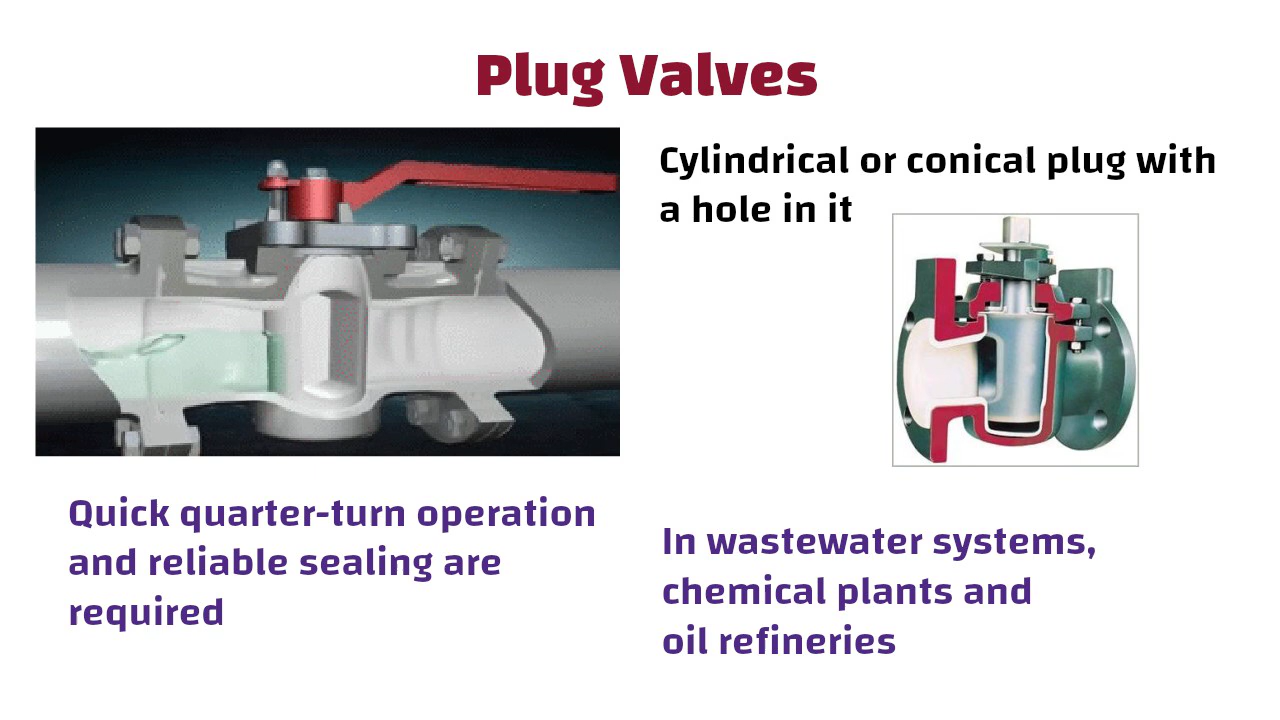 Plug Valves
Cylindrical or conical plug with
a hole in it
Quick quarter-turn operation
and reliable sealing are
required
In wastewater systems,
chemical plants and
oil refineries